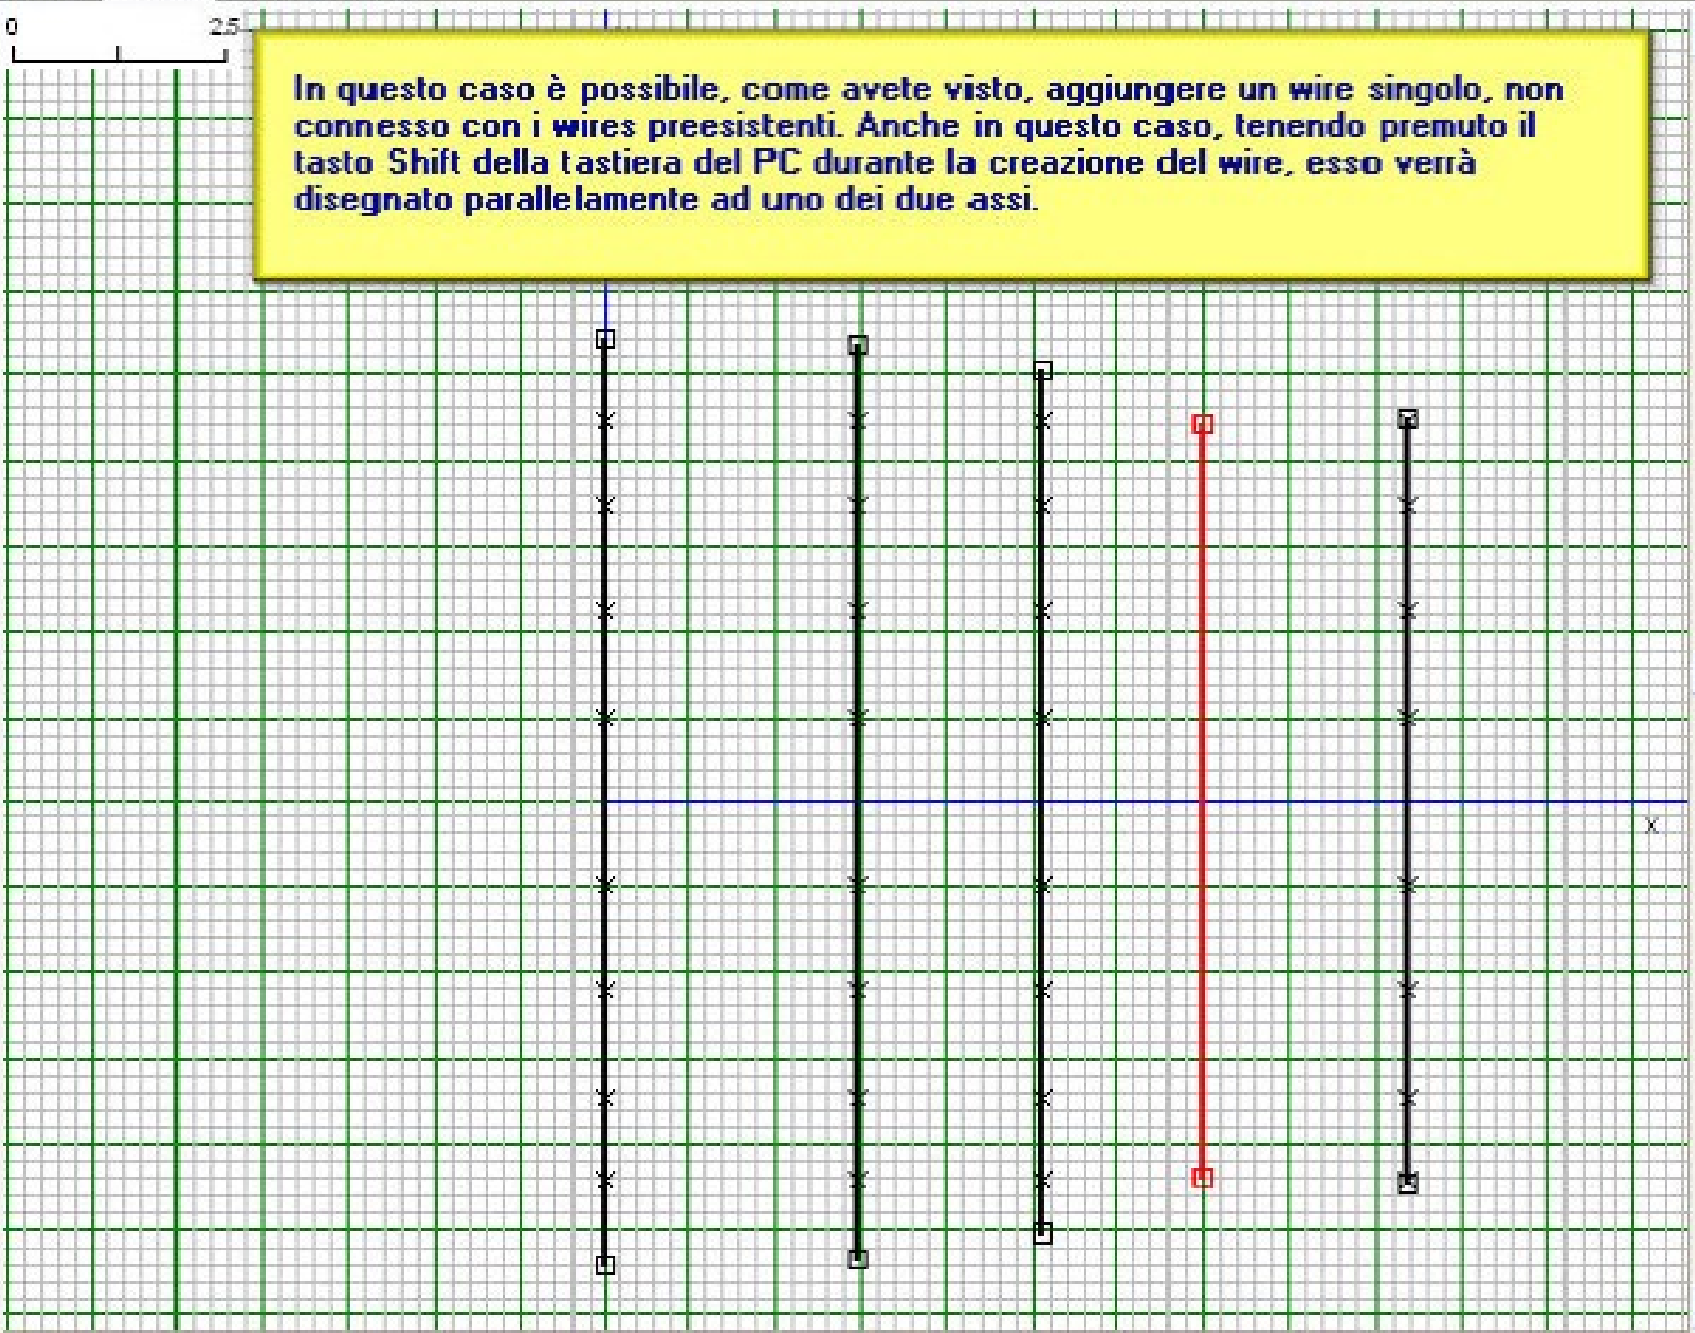 0 2.5
In questo caso è possibile, come avete visto, aggiungere un wire singolo, non
connesso con i wires preesistenti. Anche in questo caso, tenendo premuto il
tasto Shift della tastiera del PC durante la creazione del wire, esso verrà
disegnato parallelamente ad uno dei due assi.
X